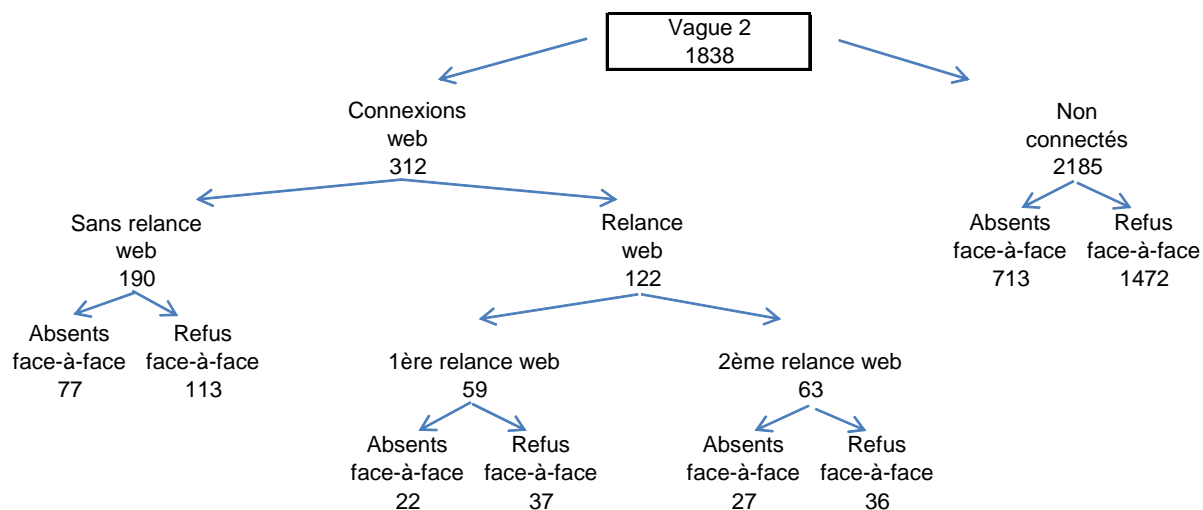 Vague 2
1838
Connexions
web
312
Non
connectés
2185
Sans relance
web
190
Relance
web
122
Absents
face-à-face
713
Refus
face-à-face
1472
Absents
face-à-face
77
Refus
face-à-face
113
1ère relance web
59
2ème relance web
63
Absents
face-à-face
22
Refus
face-à-face
37
Absents
face-à-face
27
Refus
face-à-face
36